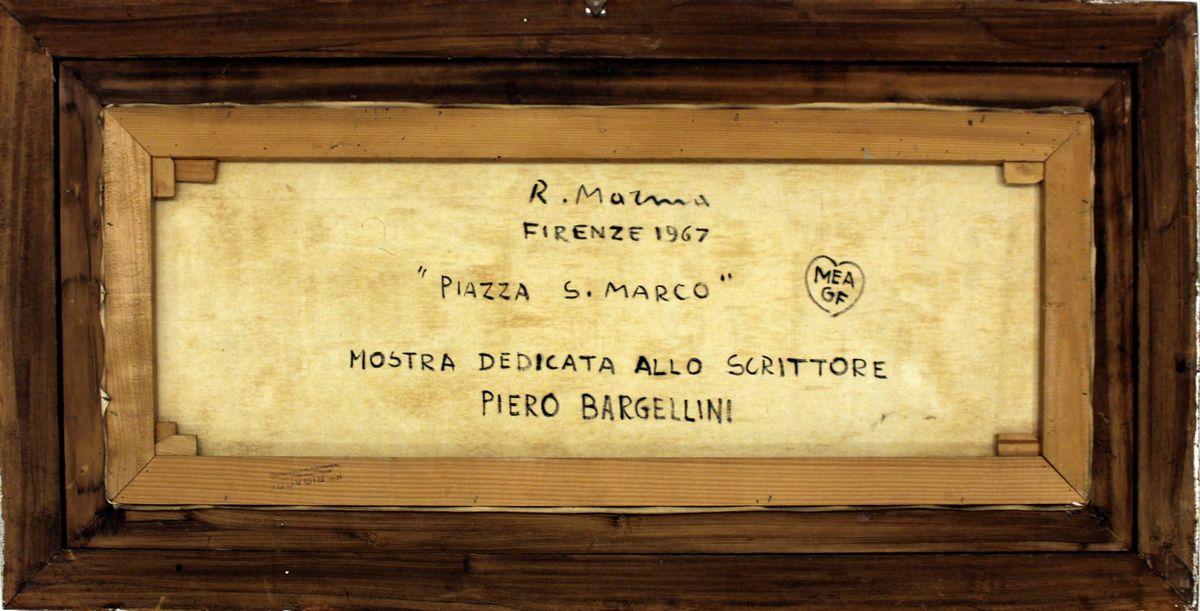 R. Marma
FIRENZE 1967
"PIAZZA S. MARCO"
MEA
GF
MOSTRA DEDICATA ALLO SCRITTORE
PIERO BARGELLINI